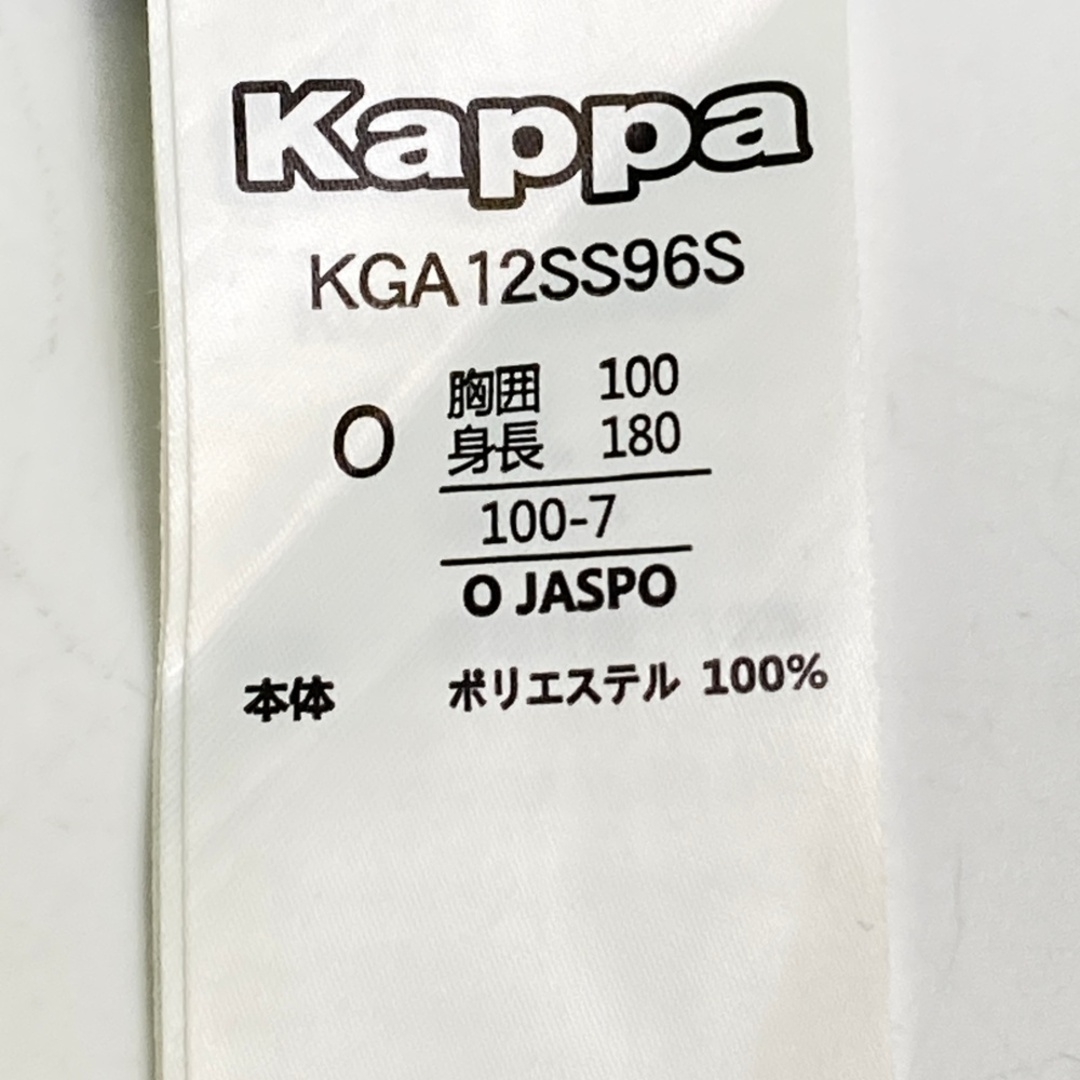 Kappa
KGA12SS96S
O
胸囲 100
身長 180
100-7
O JASPO
本体 ポリエステル 100%